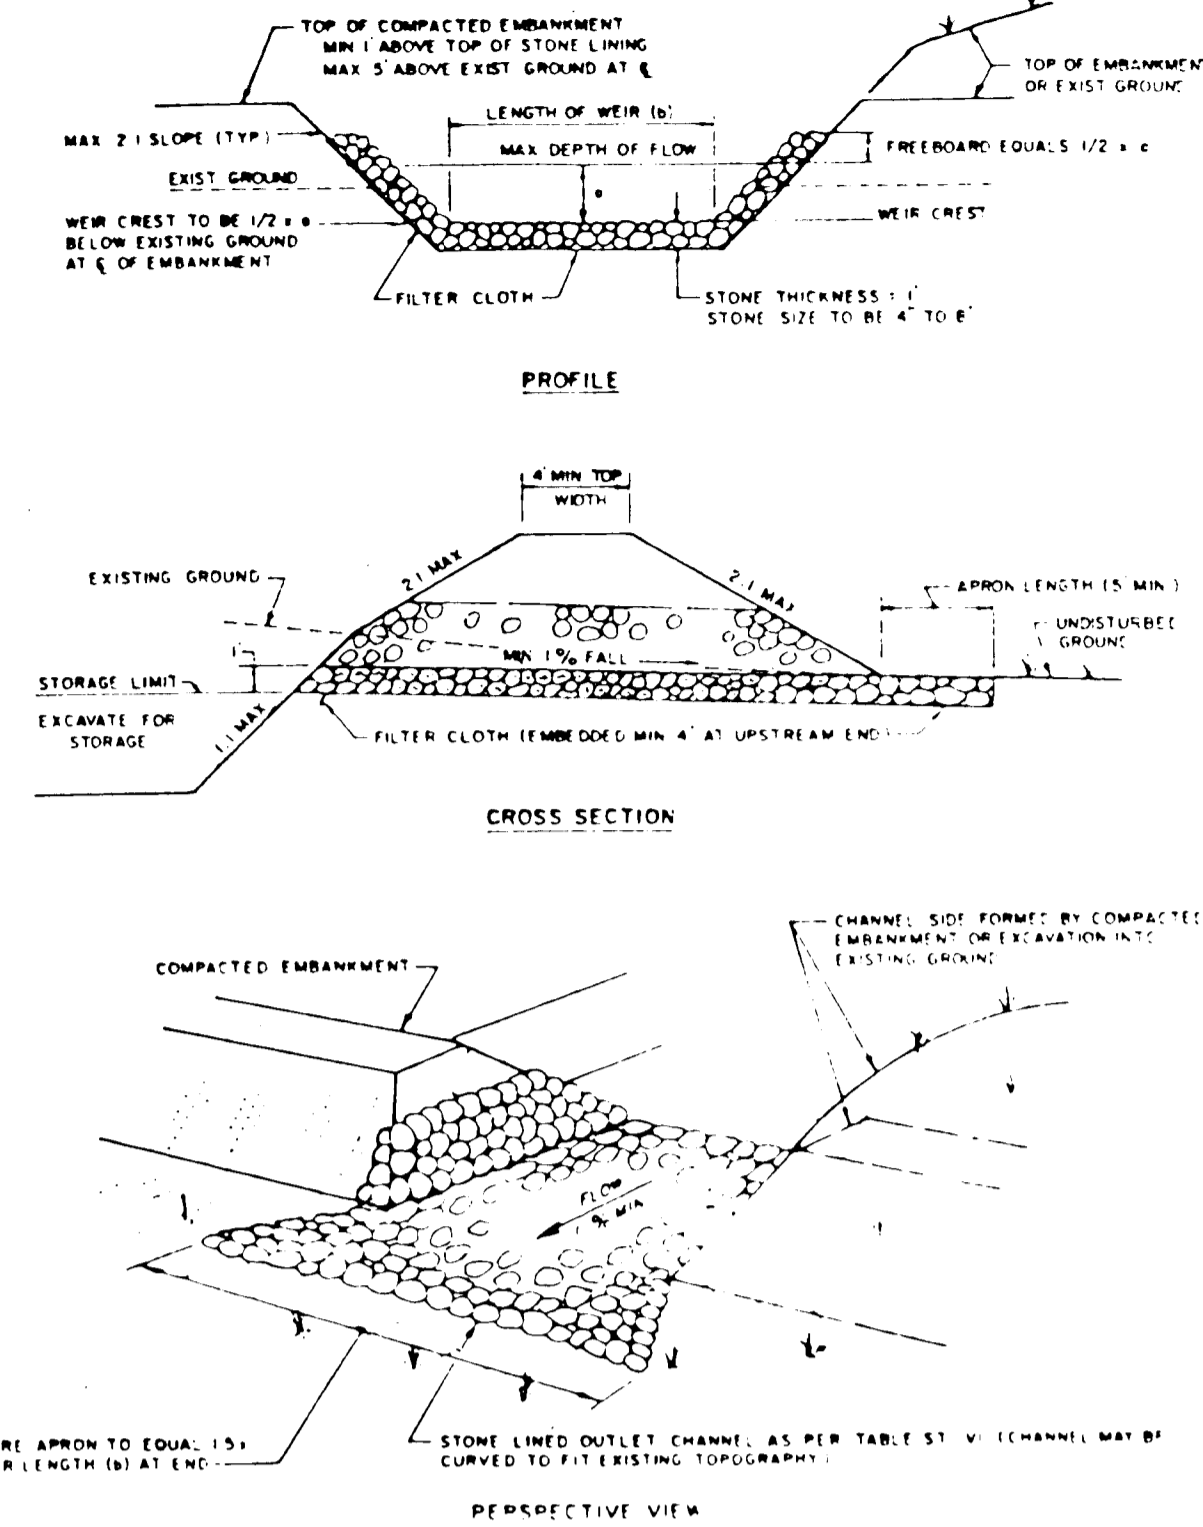 TOP OF COMPACTED EMBANKMENT
MIN 1' ABOVE TOP OF STONE LINING
MAX 5' ABOVE EXIST GROUND AT ℄
TOP OF EMBANKMENT
OR EXIST GROUND
LENGTH OF WEIR (b)
MAX 2:1 SLOPE (TYP)
MAX DEPTH OF FLOW
FREEBOARD EQUALS 1/2 x
EXIST GROUND
WEIR CREST TO BE 1/2 x
BELOW EXISTING GROUND
AT ℄ OF EMBANKMENT
WEIR CREST
FILTER CLOTH
STONE THICKNESS = 1'
STONE SIZE TO BE 4" TO
PROFILE
4' MIN TOP
WIDTH
2:1 MAX
2:1 MAX
EXISTING GROUND
APRON LENGTH (5' MIN.)
UNDISTURBED
GROUND
1'
MIN 1% FALL
STORAGE LIMIT
EXCAVATE FOR
STORAGE
1:1 MAX
FILTER CLOTH (EMBEDDED MIN 4" AT UPSTREAM END)
CROSS SECTION
CHANNEL SIDE FORMED BY COMPACTED
EMBANKMENT OR EXCAVATION INTO
EXISTING GROUND
COMPACTED EMBANKMENT
FLOW
1% MIN
RE APRON TO EQUAL 1.5 x
R LENGTH (b) AT END
STONE LINED OUTLET CHANNEL AS PER TABLE ST VI (CHANNEL MAY BE
CURVED TO FIT EXISTING TOPOGRAPHY)
PERSPECTIVE VIEW